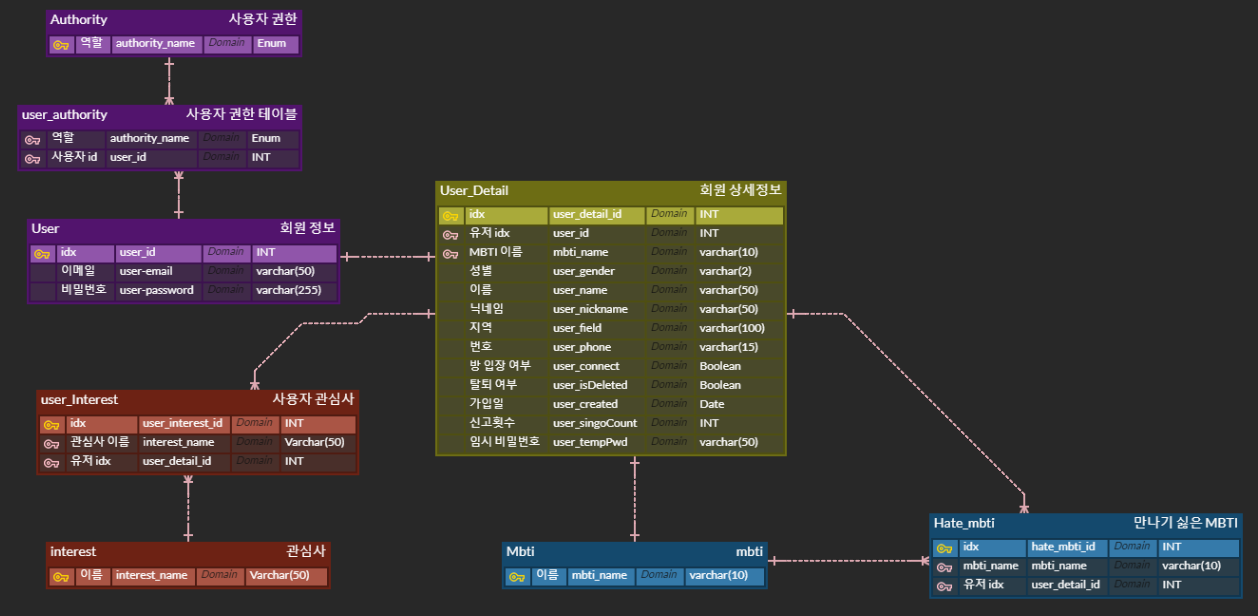 Authority 사용자 권한
역할 authority_name Domain Enum
user_authority 사용자 권한 테이블
역할 authority_name Domain Enum
사용자 id user_id Domain INT
User 회원 정보
idx user_id Domain INT
이메일 user-email Domain varchar(50)
비밀번호 user-password Domain varchar(255)
User_Detail 회원 상세정보
idx user_detail_id Domain INT
유저 idx user_id Domain INT
MBTI 이름 mbti_name Domain varchar(10)
성별 user_gender Domain varchar(2)
이름 user_name Domain varchar(50)
닉네임 user_nickname Domain varchar(50)
지역 user_field Domain varchar(100)
번호 user_phone Domain varchar(15)
방 입장 여부 user_connect Domain Boolean
탈퇴 여부 user_isDeleted Domain Boolean
가입일 user_created Domain Date
신고횟수 user_singoCount Domain INT
임시 비밀번호 user_tempPwd Domain varchar(50)
user_Interest 사용자 관심사
idx user_interest_id Domain INT
관심사 이름 interest_name Domain Varchar(50)
유저 idx user_detail_id Domain INT
interest 관심사
이름 interest_name Domain Varchar(50)
Mbti mbti
이름 mbti_name Domain varchar(10)
Hate_mbti 만나기 싫은 MBTI
idx hate_mbti_id Domain INT
mbti_name mbti_name Domain varchar(10)
유저 idx user_detail_id Domain INT